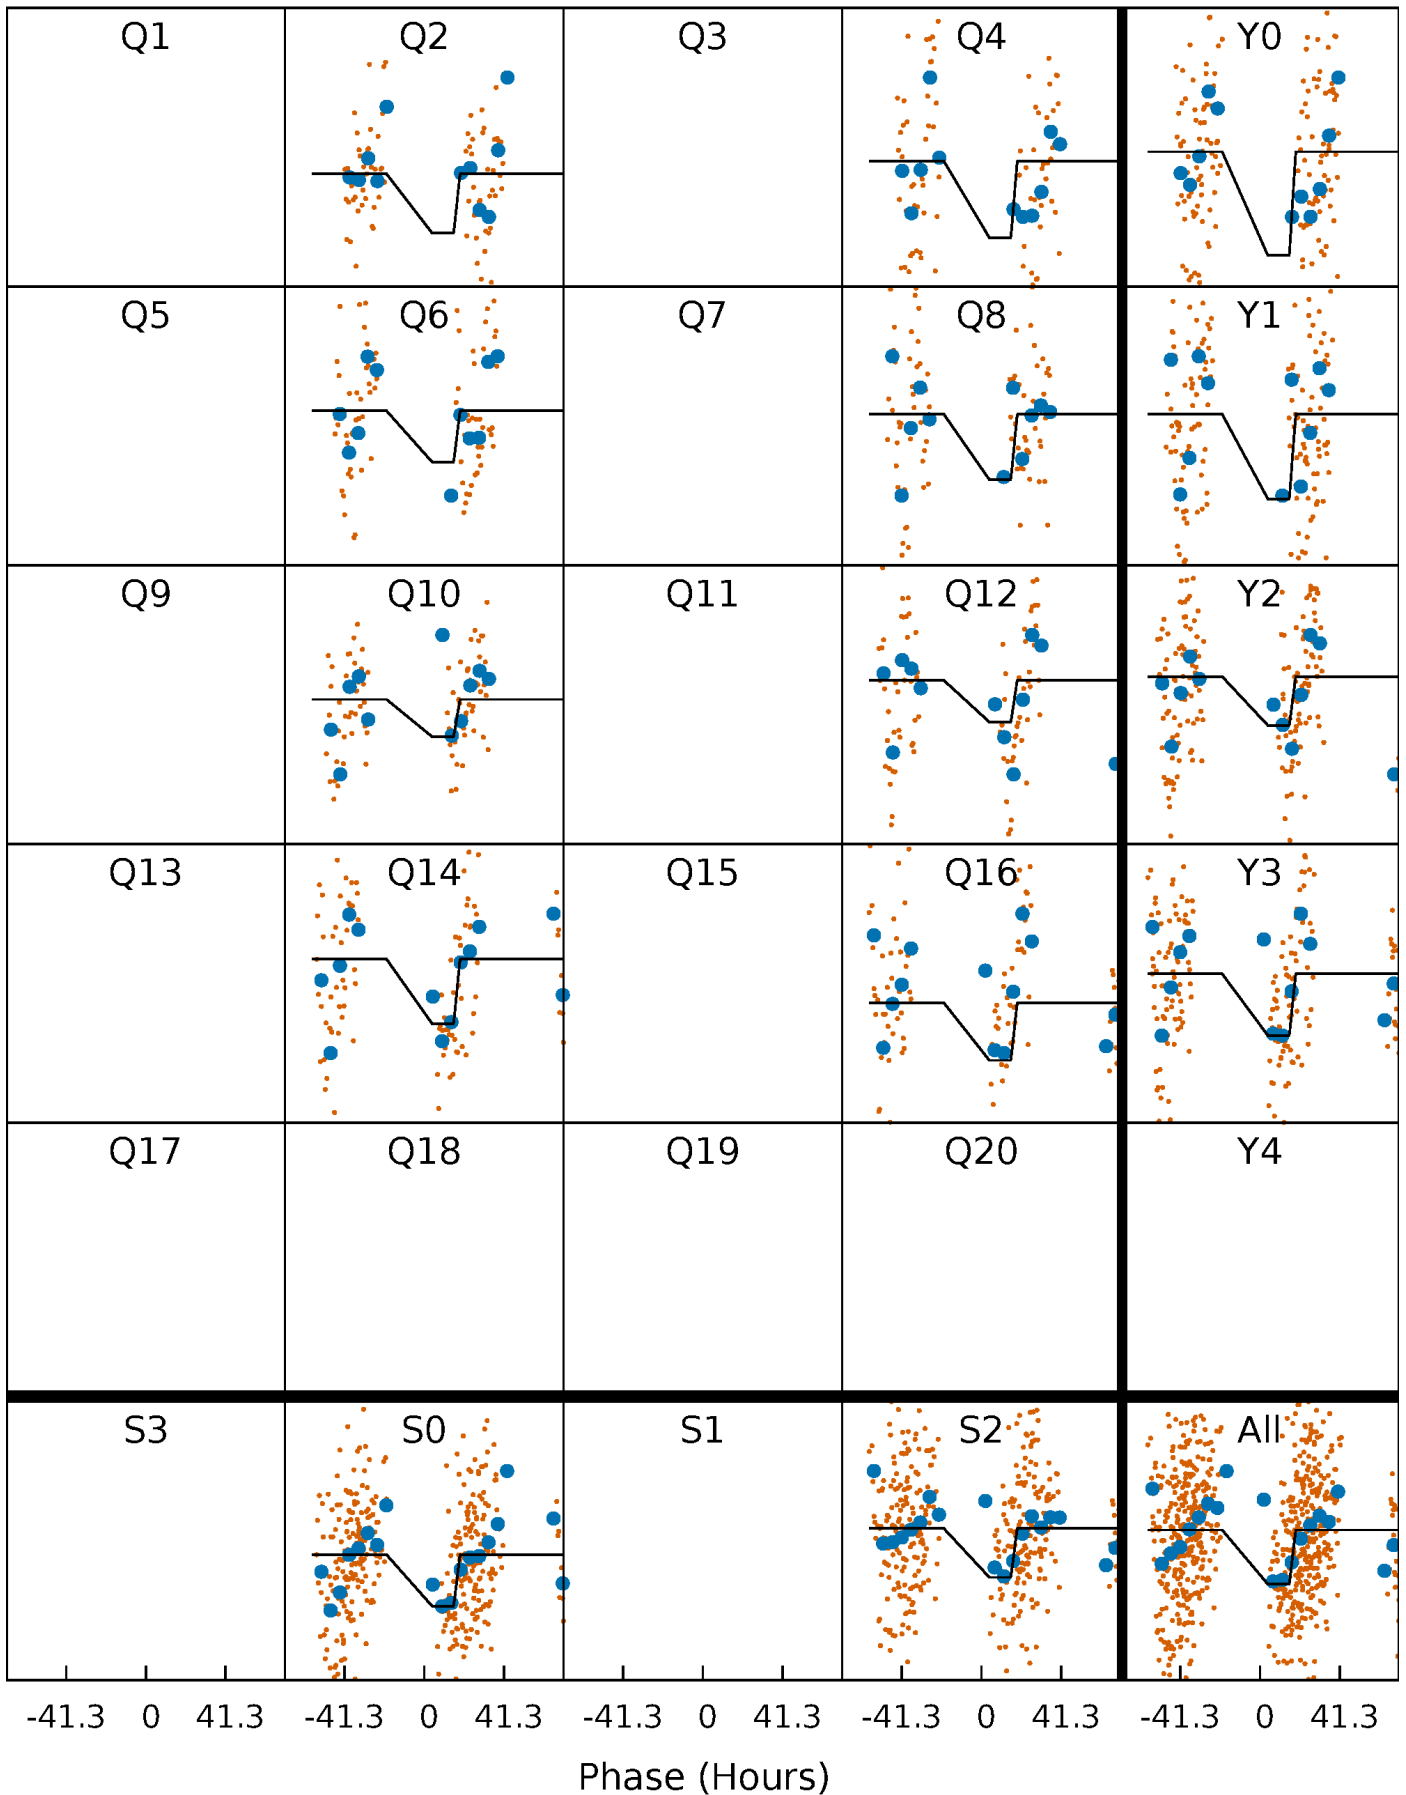 Q1 Q2 Q3 Q4 Y0
Q5 Q6 Q7 Q8 Y1
Q9 Q10 Q11 Q12 Y2
Q13 Q14 Q15 Q16 Y3
Q17 Q18 Q19 Q20 Y4
S3 S0 S1 S2 All
-41.3 0 41.3 -41.3 0 41.3 -41.3 0 41.3 -41.3 0 41.3 -41.3 0 41.3
Phase (Hours)